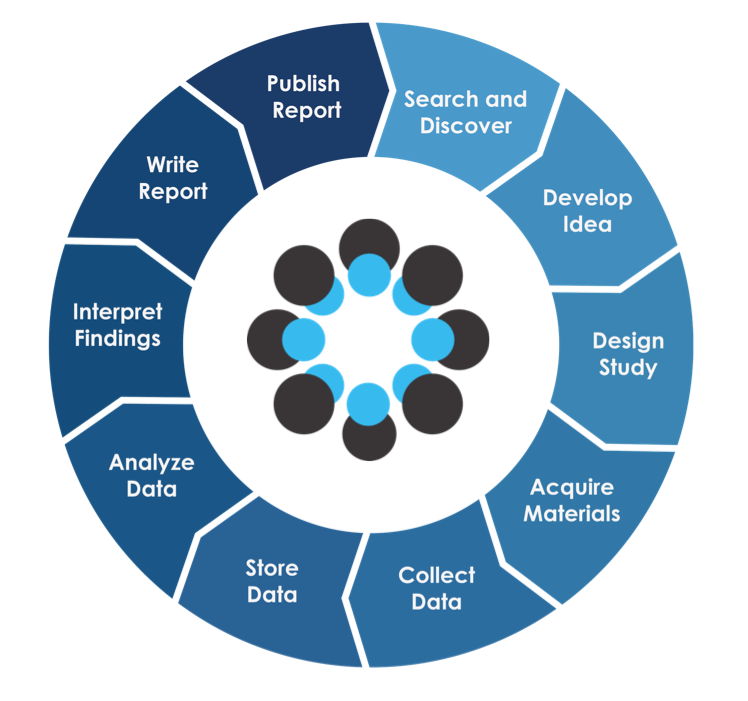 Publish
Report
Search and
Discover
Develop
Idea
Design
Study
Acquire
Materials
Collect
Data
Store
Data
Analyze
Data
Interpret
Findings
Write
Report